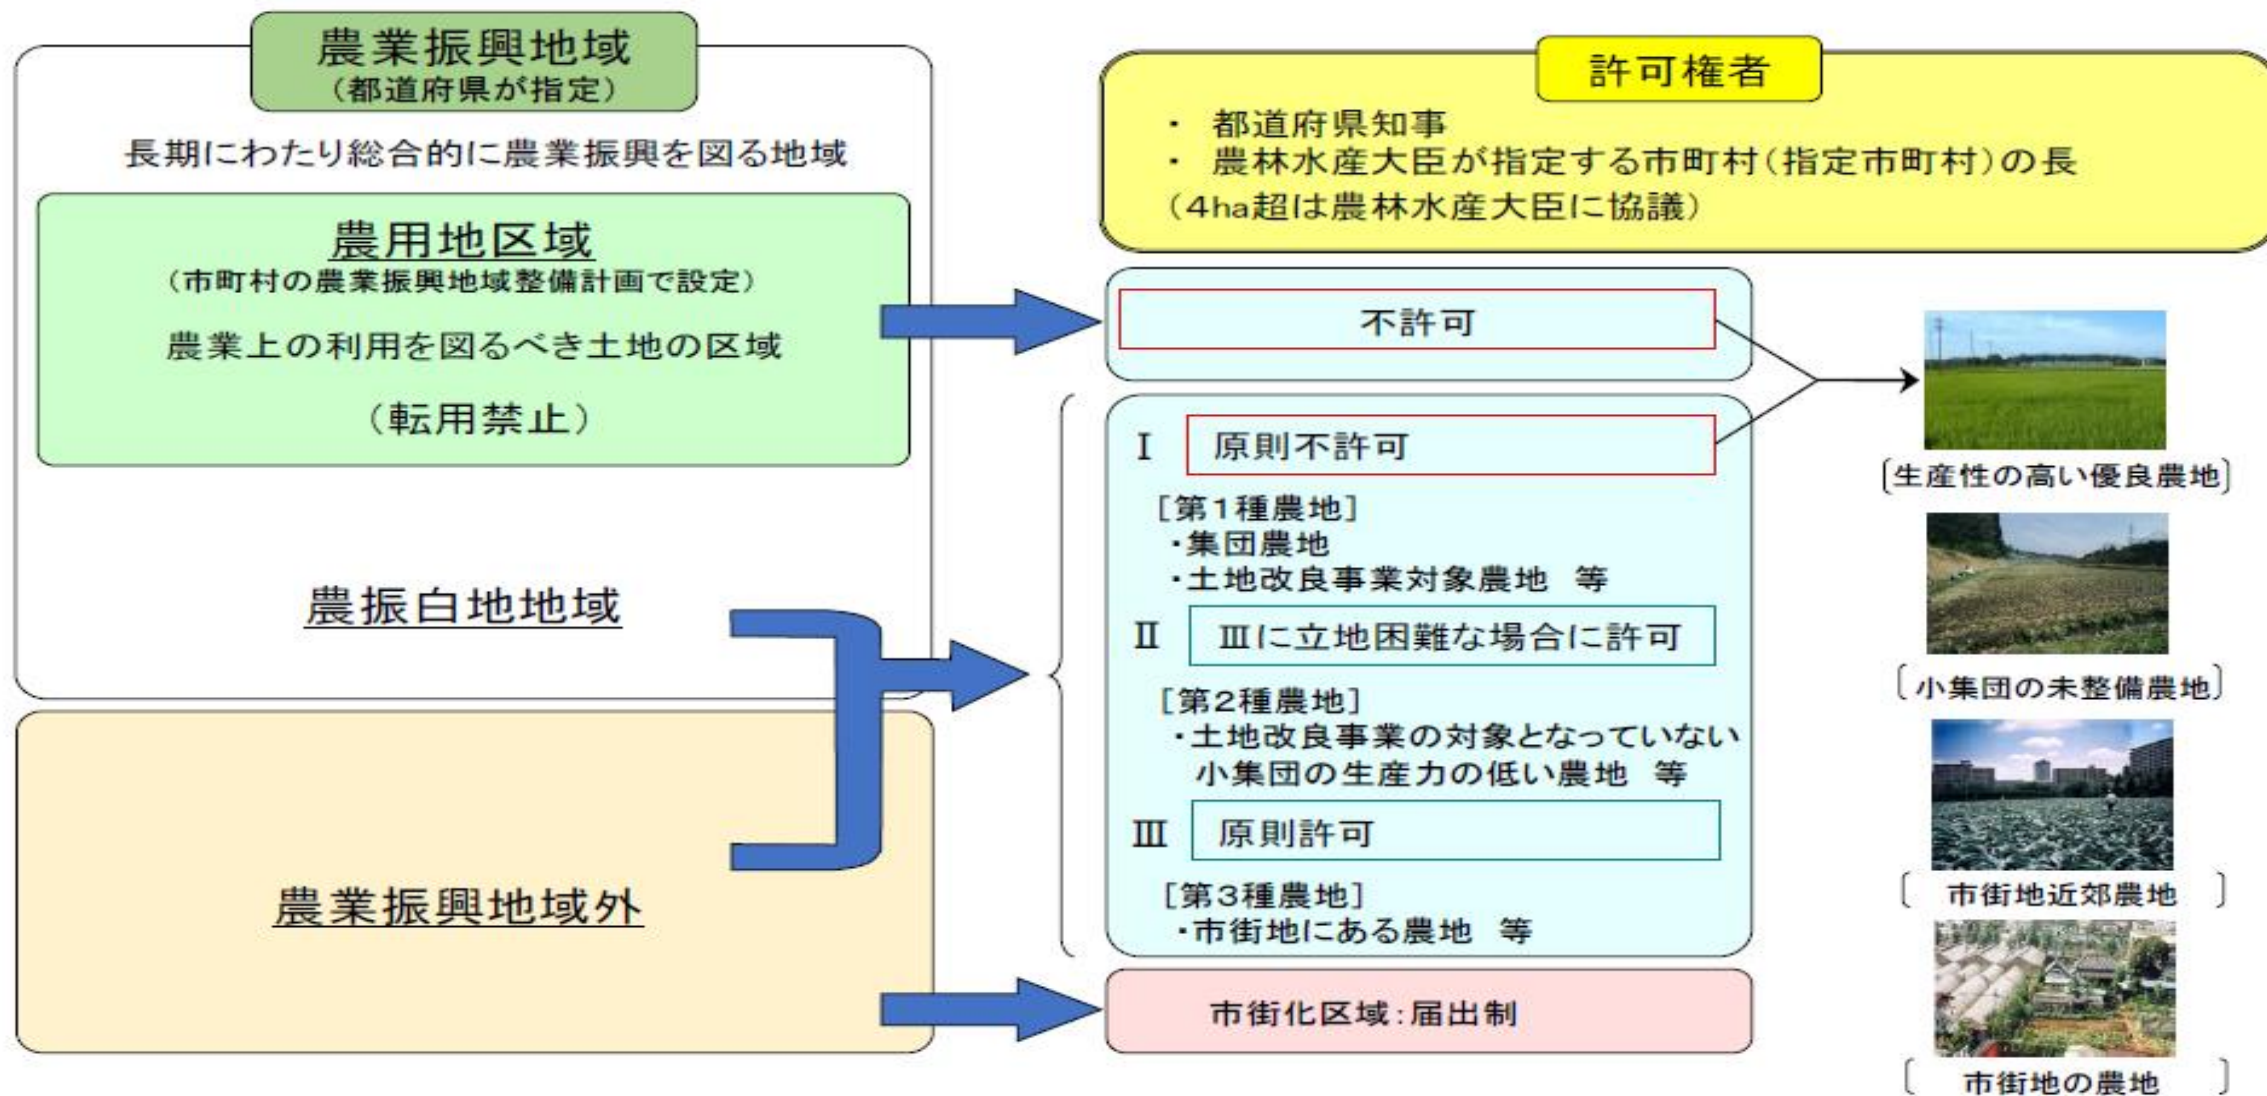 農業振興地域
(都道府県が指定)
長期にわたり総合的に農業振興を図る地域
農用地区域
(市町村の農業振興地域整備計画で設定)
農業上の利用を図るべき土地の区域
(転用禁止)
農振白地地域
農業振興地域外
許可権者
・ 都道府県知事
・ 農林水産大臣が指定する市町村(指定市町村)の長
(4ha超は農林水産大臣に協議)
不許可
Ⅰ 原則不許可
[第1種農地]
・集団農地
・土地改良事業対象農地 等
Ⅱ Ⅲに立地困難な場合に許可
[第2種農地]
・土地改良事業の対象となっていない
小集団の生産力の低い農地 等
Ⅲ 原則許可
[第3種農地]
・市街地にある農地 等
市街化区域:届出制
〔生産性の高い優良農地〕
〔小集団の未整備農地〕
〔 市街地近郊農地 〕
〔 市街地の農地 〕